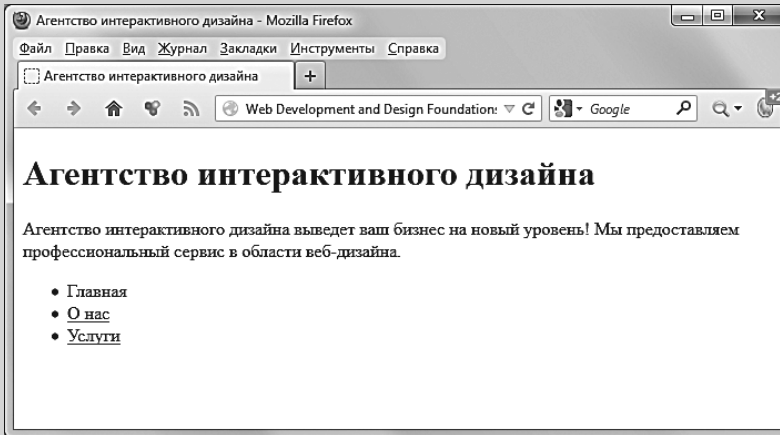 Агентство интерактивного дизайна - Mozilla Firefox
Файл Правка Вид Журнал Закладки Инструменты Справка
Агентство интерактивного дизайна
Web Development and Design Foundations Google
Агентство интерактивного дизайна
Агентство интерактивного дизайна выведет ваш бизнес на новый уровень! Мы предоставляем
профессиональный сервис в области веб-дизайна.
• Главная
• О нас
• Услуги